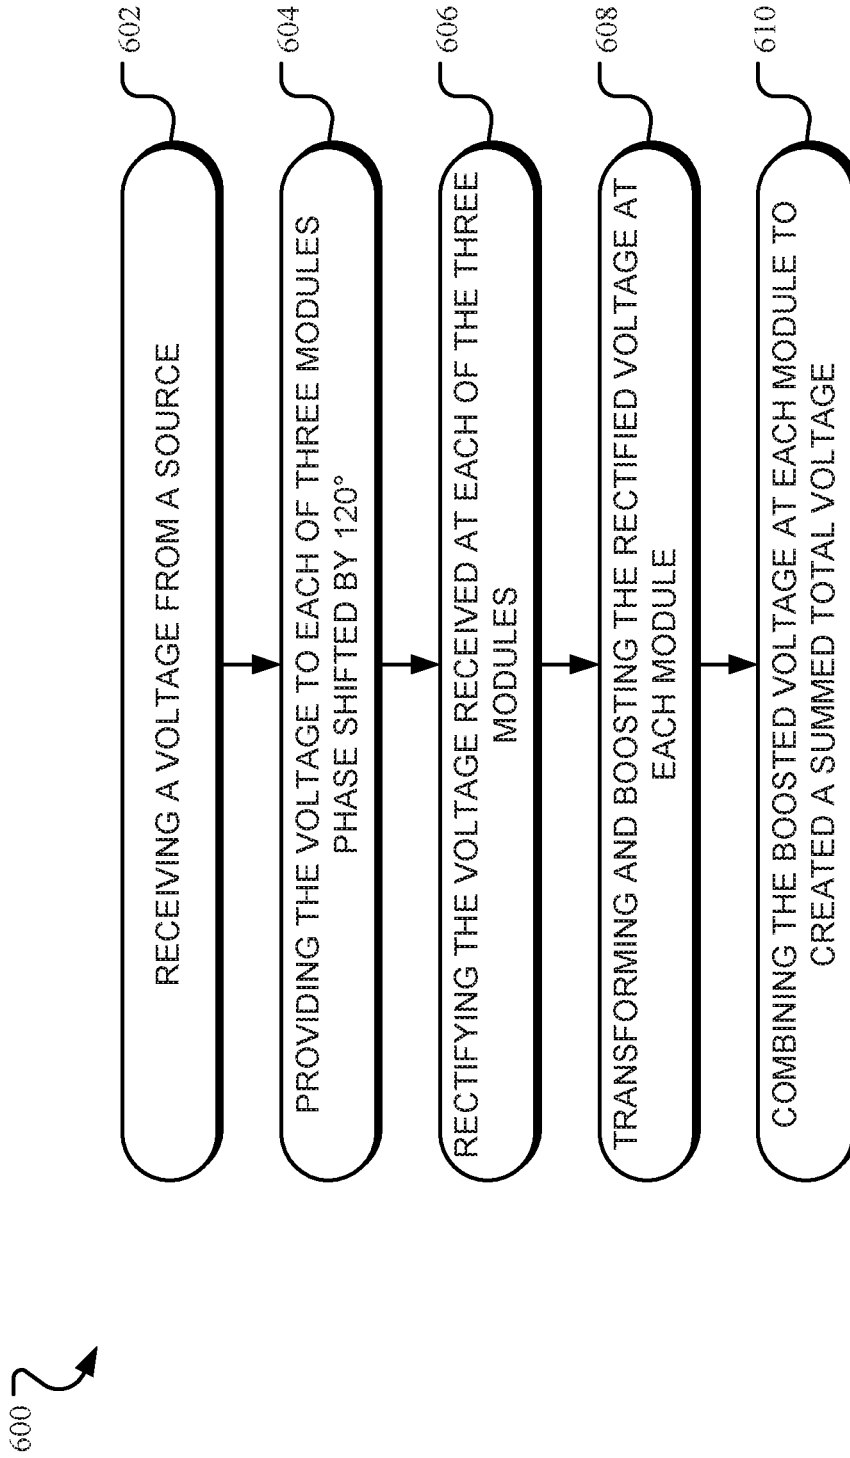 600
RECEIVING A VOLTAGE FROM A SOURCE
602
PROVIDING THE VOLTAGE TO EACH OF THREE MODULES
PHASE SHIFTED BY 120°
604
RECTIFYING THE VOLTAGE RECEIVED AT EACH OF THE THREE
MODULES
606
TRANSFORMING AND BOOSTING THE RECTIFIED VOLTAGE AT
EACH MODULE
608
COMBINING THE BOOSTED VOLTAGE AT EACH MODULE TO
CREATED A SUMMED TOTAL VOLTAGE
610